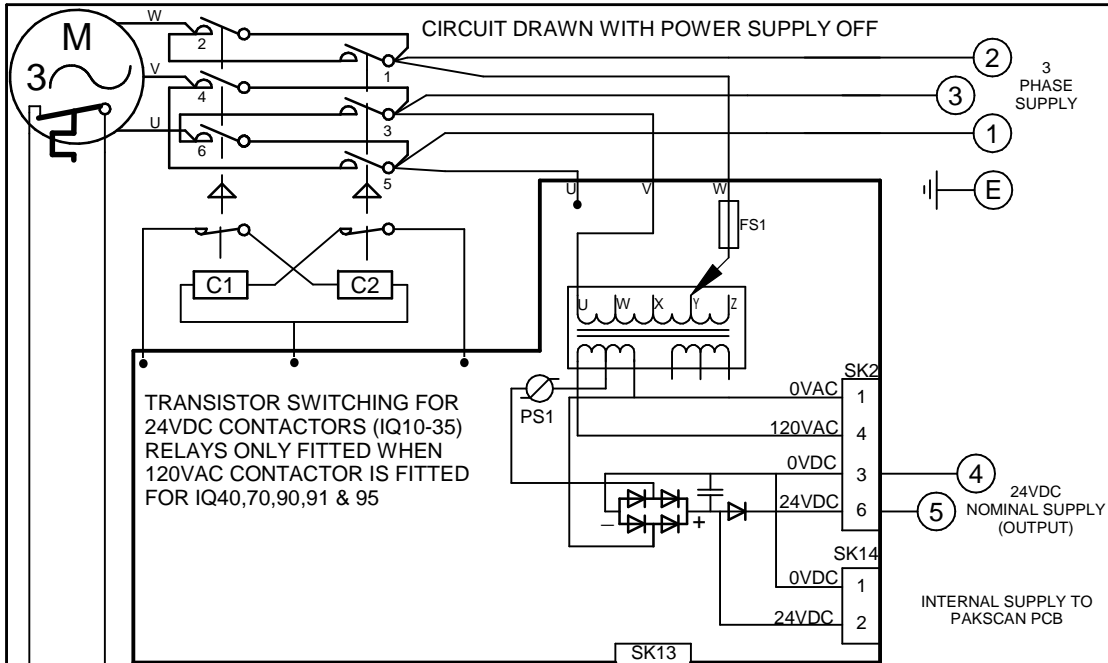 CIRCUIT DRAWN WITH POWER SUPPLY OFF
W
M
3
V
U
2
4
6
1
3
5
2
3
1
E
3
PHASE
SUPPLY
C1
C2
U
V
W
FS1
U
W
X
Y
Z
PS1
TRANSISTOR SWITCHING FOR
24VDC CONTACTORS (IQ10-35)
RELAYS ONLY FITTED WHEN
120VAC CONTACTOR IS FITTED
FOR IQ40,70,90,91 & 95
SK2
0VAC 1
120VAC 4
0VDC 3
24VDC 6
– +
4
5
24VDC
NOMINAL SUPPLY
(OUTPUT)
SK14
0VDC 1
24VDC 2
INTERNAL SUPPLY TO
PAKSCAN PCB
SK13